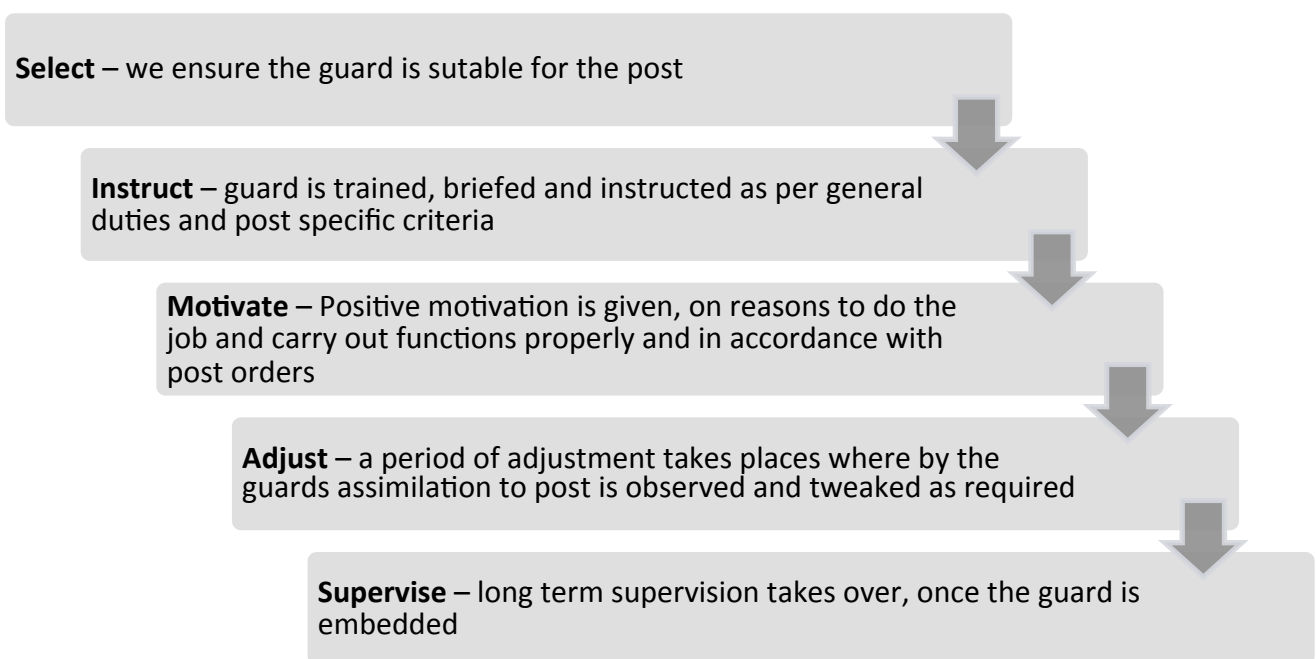 Select – we ensure the guard is sutable for the post
Instruct – guard is trained, briefed and instructed as per general
duties and post specific criteria
Motivate – Positive motivation is given, on reasons to do the
job and carry out functions properly and in accordance with
post orders
Adjust – a period of adjustment takes places where by the
guards assimilation to post is observed and tweaked as required
Supervise – long term supervision takes over, once the guard is
embedded